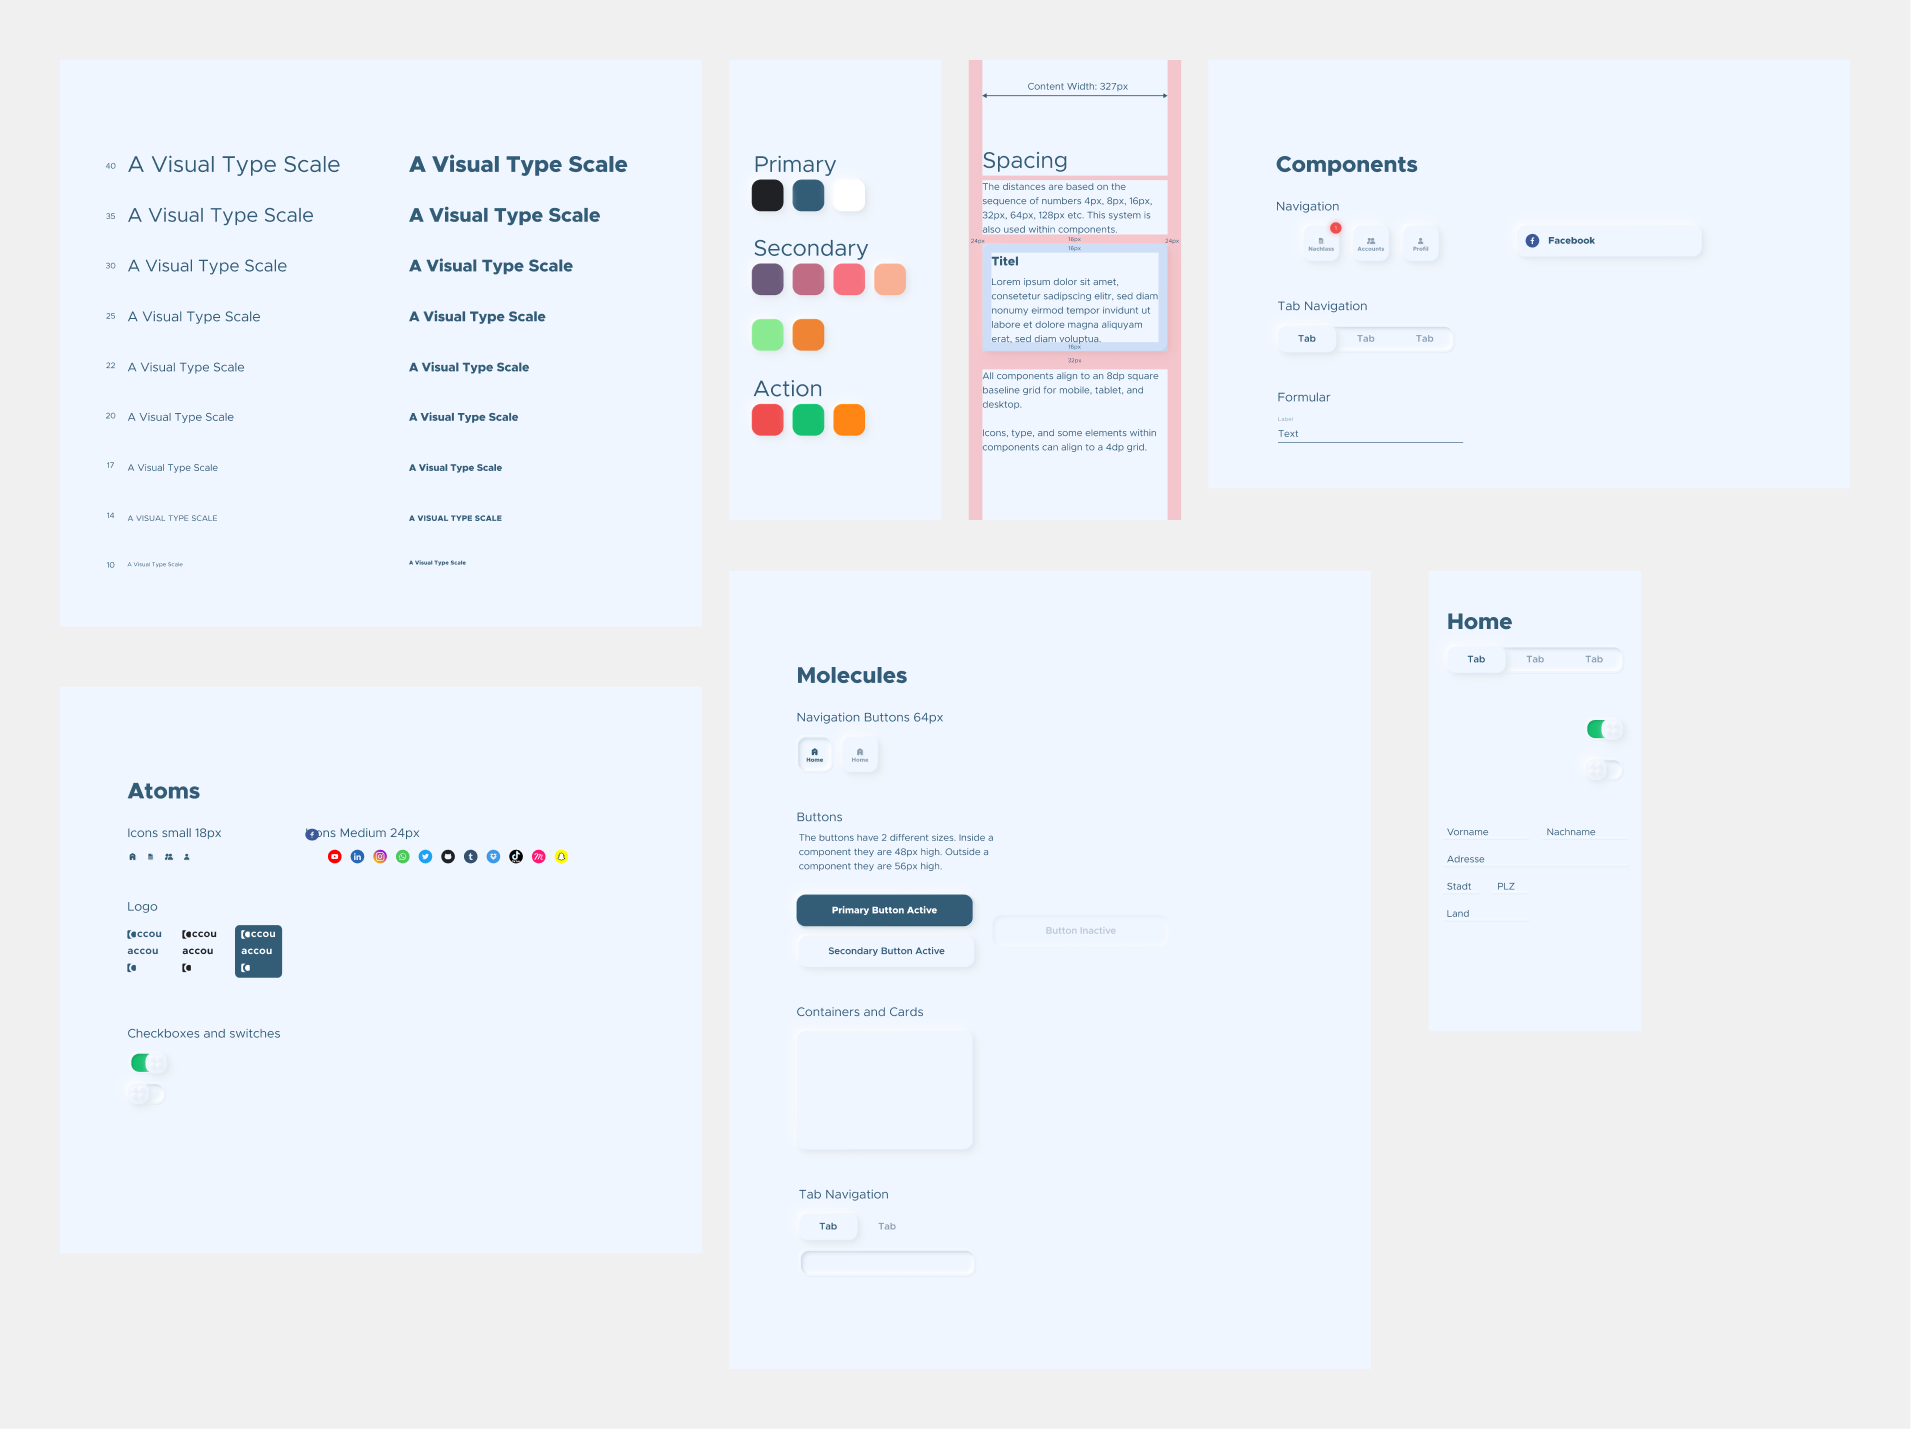 40 A Visual Type Scale A Visual Type Scale
35 A Visual Type Scale A Visual Type Scale
30 A Visual Type Scale A Visual Type Scale
25 A Visual Type Scale A Visual Type Scale
22 A Visual Type Scale A Visual Type Scale
20 A Visual Type Scale A Visual Type Scale
17 A Visual Type Scale A Visual Type Scale
14 A VISUAL TYPE SCALE A VISUAL TYPE SCALE
10 A Visual Type Scale A Visual Type Scale
Primary
Secondary
Action
Content Width: 327px
Spacing
The distances are based on the
sequence of numbers 4px, 8px, 16px,
32px, 64px, 128px etc. This system is
also used within components.
24px 16px 24px
16px
Titel
Lorem ipsum dolor sit amet,
consetetur sadipscing elitr, sed diam
nonumy eirmod tempor invidunt ut
labore et dolore magna aliquyam
erat, sed diam voluptua.
16px
32px
All components align to an 8dp square
baseline grid for mobile, tablet, and
desktop.
Icons, type, and some elements within
components can align to a 4dp grid.
Components
Navigation
1
Nachlass Accounts Profil
Facebook
Tab Navigation
Tab Tab Tab
Formular
Label
Text
Atoms
Icons small 18px
ons Medium 24px
Logo
ccou ccou ccou
accou accou accou
Checkboxes and switches
Molecules
Navigation Buttons 64px
Home Home
Buttons
The buttons have 2 different sizes. Inside a
component they are 48px high. Outside a
component they are 56px high.
Primary Button Active
Button Inactive
Secondary Button Active
Containers and Cards
Tab Navigation
Tab Tab
Home
Tab Tab Tab
Vorname Nachname
Adresse
Stadt PLZ
Land